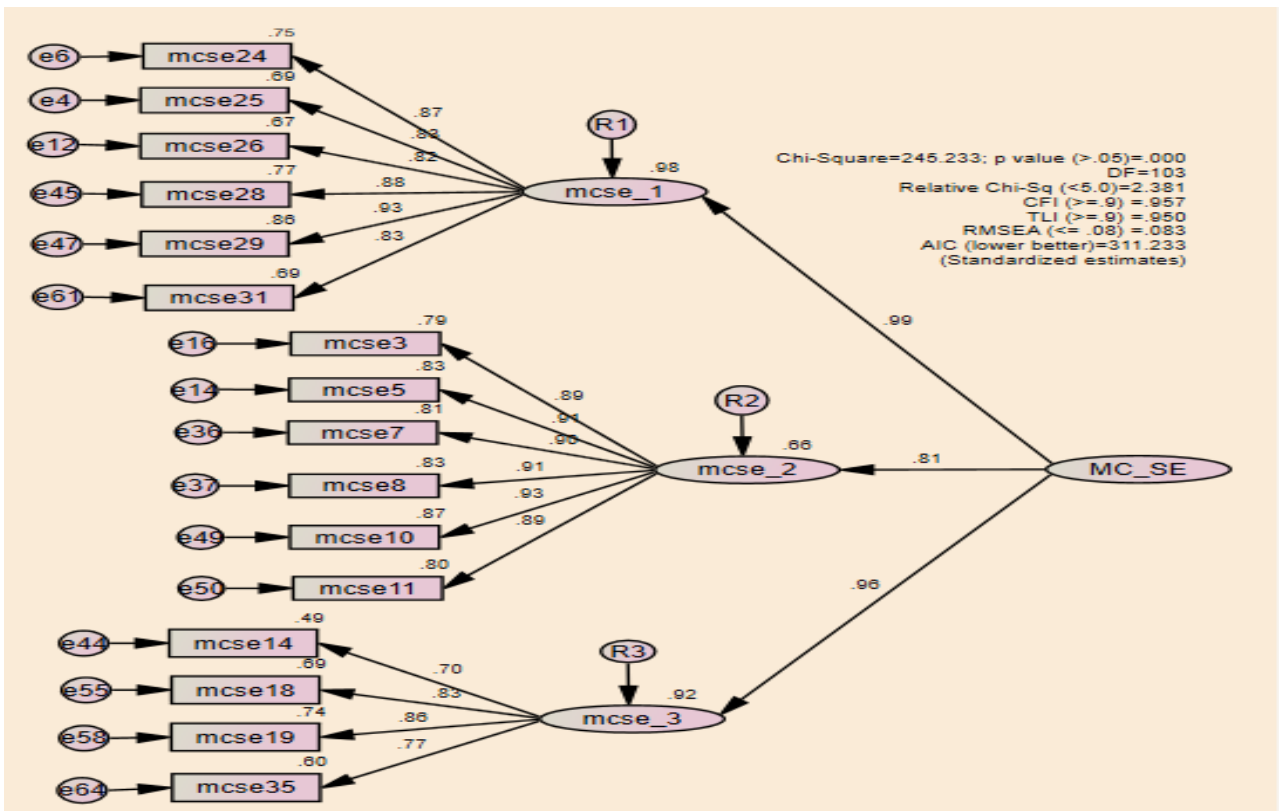 .75
e6 mcse24
.69
e4 mcse25
.87
.67
.83
e12 mcse26
.82
R1
.77
.98
e45 mcse28
.88
mcse_1
.86
.93
e47 mcse29
.83
.69
e61 mcse31
Chi-Square=245.233; p value (>.05)=.000
DF=103
Relative Chi-Sq (<5.0)=2.381
CFI (>=.9) =.957
TLI (>=.9) =.950
RMSEA (<= .08) =.083
AIC (lower better)=311.233
(Standardized estimates)
.99
.79
e16 mcse3
.83
e14 mcse5
.89
.81
.91
e36 mcse7
.90
R2
.83
.66
e37 mcse8
.91
mcse_2
.81
MC_SE
.87
.93
e49 mcse10
.89
.80
e50 mcse11
.96
.49
e44 mcse14
.69
.70
R3
e55 mcse18
.83
.92
.74
.86
mcse_3
e58 mcse19
.77
.60
e64 mcse35